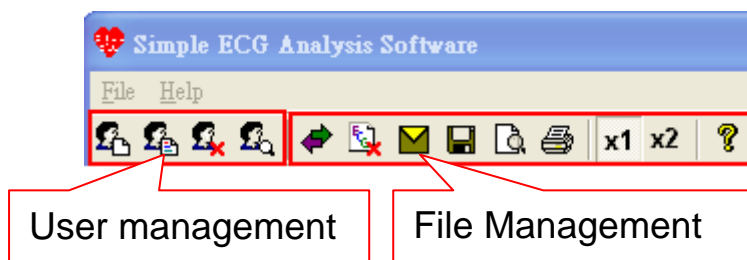 Simple ECG Analysis Software
File Help
x1 x2
User management
File Management